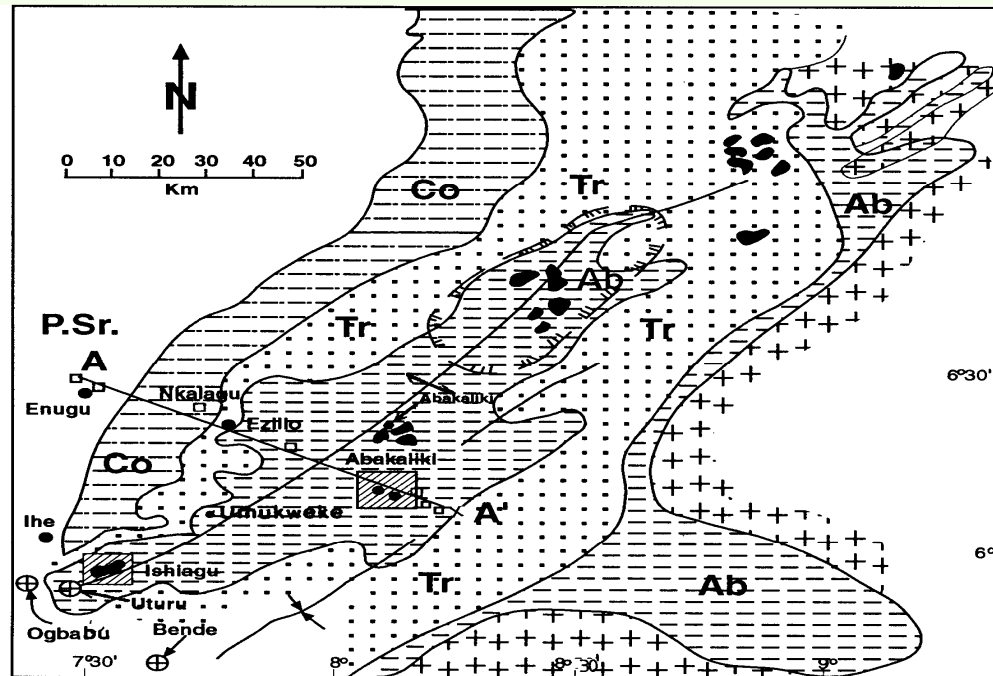 N
0 10 20 30 50
Km
Co
Tr
Ab
Ab
P.Sr.
Tr
Tr
A
6°30'
Nkalagu
Enugu
Abakaliki
Ezillo
Abakaliki
Co
Umukweke
A'
Ihe
6°
Ishiagu
Tr
Ab
Uturu
Ogbabu
Bende
7°30'
8°
8°30'
9°